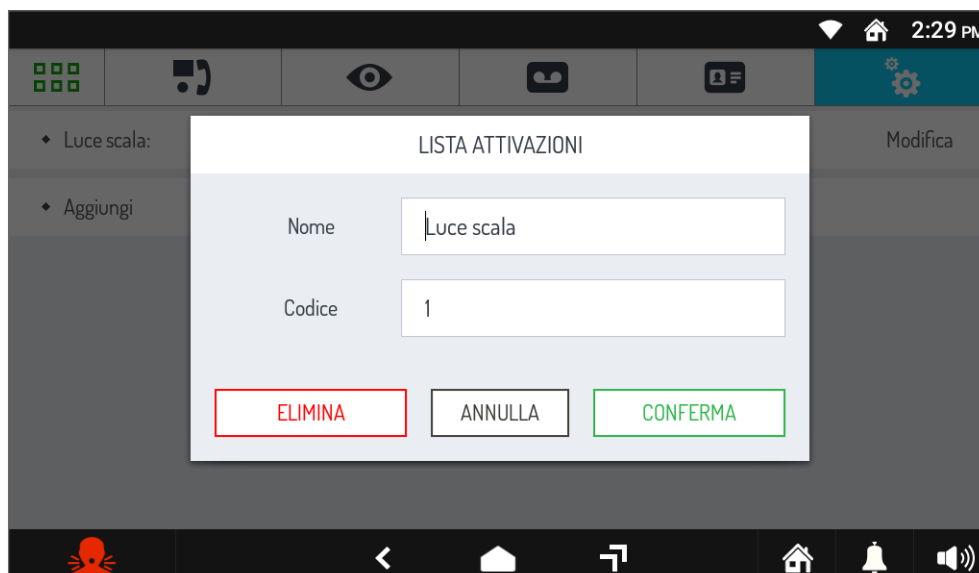 2:29 PM
Luce scala:
Modifica
LISTA ATTIVAZIONI
Aggiungi
Nome
Luce scala
Codice
1
ELIMINA
ANNULLA
CONFERMA